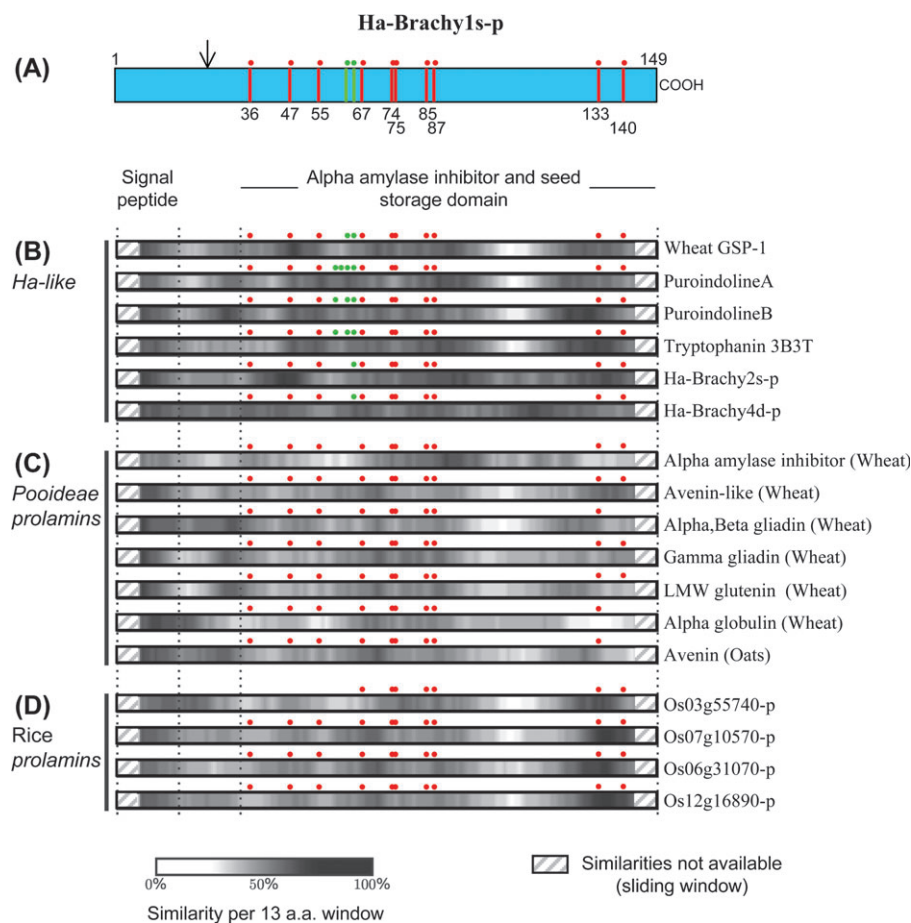 Ha-Brachy1s-p
(A)
1
149
COOH
36 47 55 67 74 85 133
75 87 140
Signal
peptide
Alpha amylase inhibitor and seed
storage domain
(B)
Ha-like
Wheat GSP-1
PuroindolineA
PuroindolineB
Tryptophanin 3B3T
Ha-Brachy2s-p
Ha-Brachy4d-p
(C)
Pooideae
prolamins
Alpha amylase inhibitor (Wheat)
Avenin-like (Wheat)
Alpha,Beta gliadin (Wheat)
Gamma gliadin (Wheat)
LMW glutenin (Wheat)
Alpha globulin (Wheat)
Avenin (Oats)
(D)
Rice
prolamins
Os03g55740-p
Os07g10570-p
Os06g31070-p
Os12g16890-p
0% 50% 100%
Similarity per 13 a.a. window
Similarities not available
(sliding window)